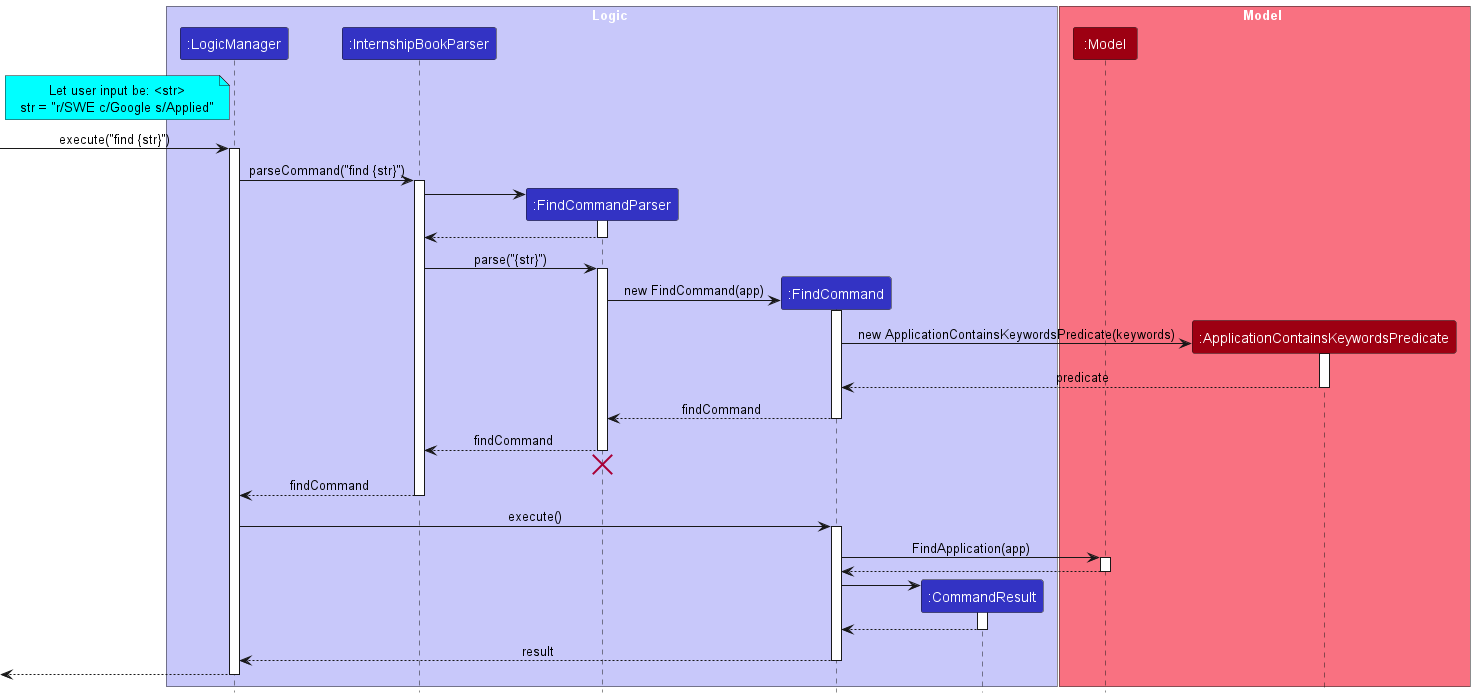 Logic
Model
:LogicManager
:InternshipBookParser
:Model
Let user input be: <str>
str = "r/SWE c/Google s/Applied"
execute("find {str}")
parseCommand("find {str}")
:FindCommandParser
parse("{str}")
new FindCommand(app)
:FindCommand
new ApplicationContainsKeywordsPredicate(keywords)
:ApplicationContainsKeywordsPredicate
predicate
findCommand
findCommand
findCommand
execute()
FindApplication(app)
:CommandResult
result